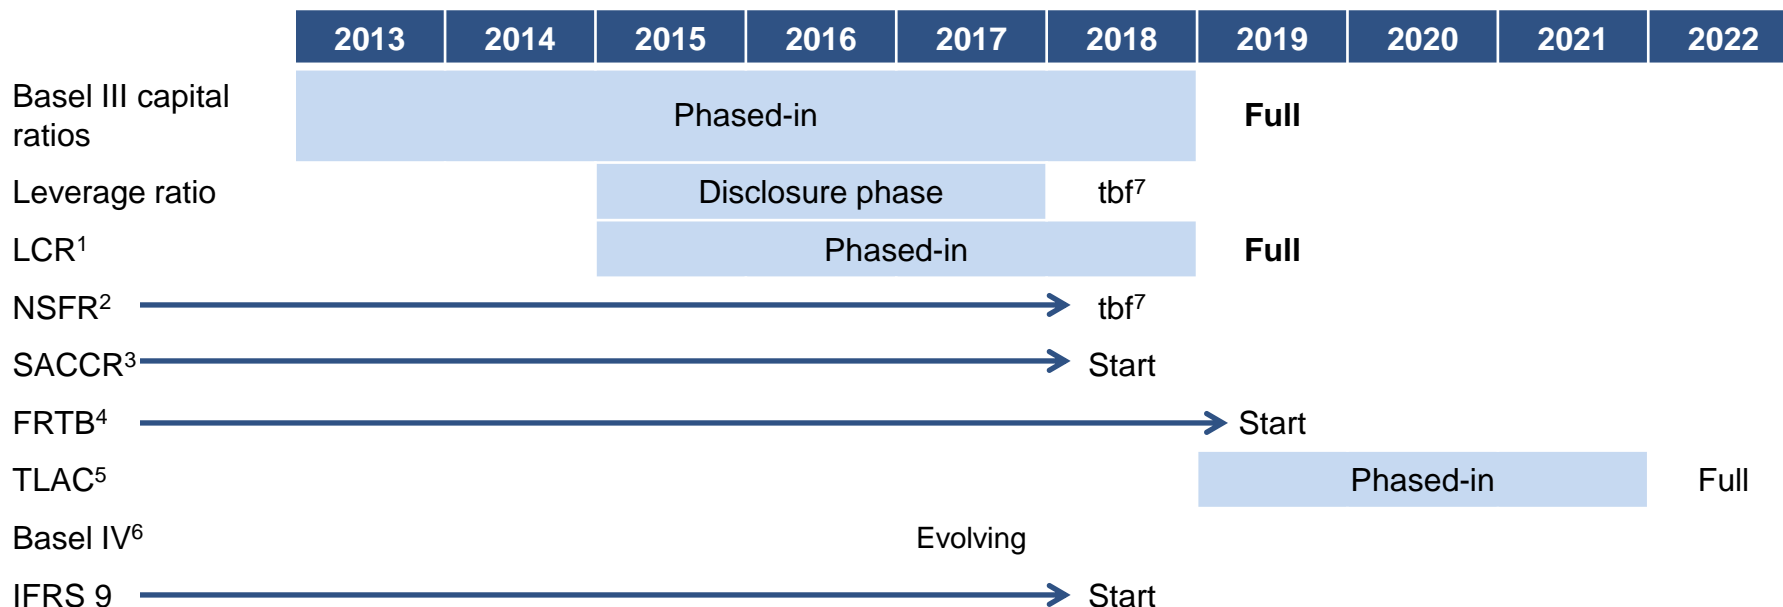 2013 2014 2015 2016 2017 2018 2019 2020 2021 2022
Basel III capital
ratios
Phased-in Full
Leverage ratio Disclosure phase tbf⁷
LCR¹ Phased-in Full
NSFR² tbf⁷
SACCR³ Start
FRTB⁴ Start
TLAC⁵ Phased-in Full
Basel IV⁶ Evolving
IFRS 9 Start